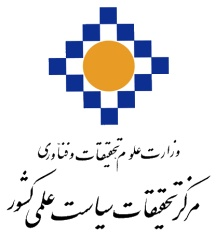 وزارت علوم تحقیقات و فناوری
مرکز تحقیقات سیاست علمی کشور